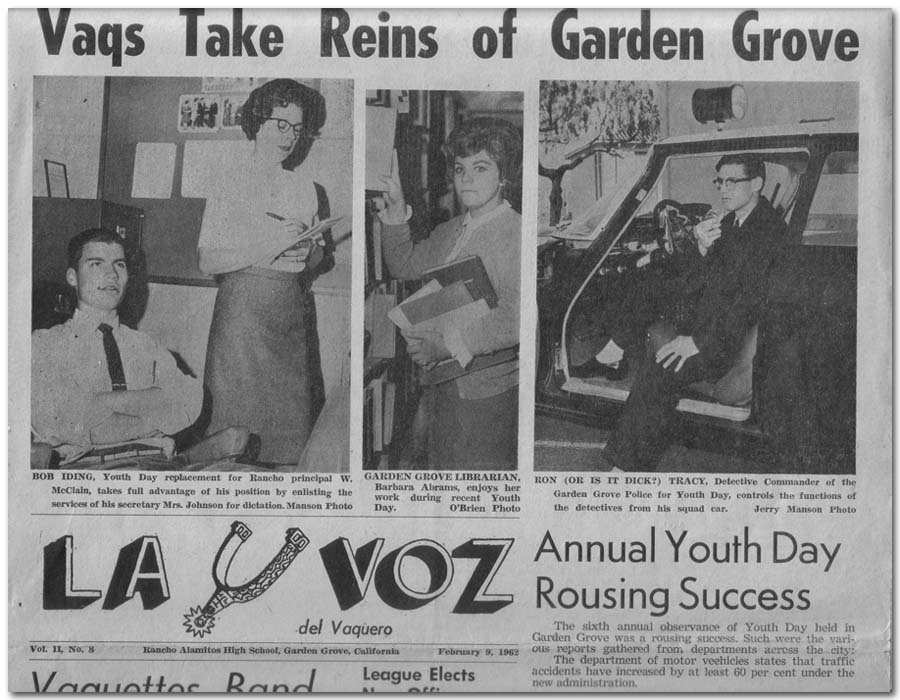 Vaqs Take Reins of Garden Grove
BOB IDING, Youth Day replacement for Rancho principal W.
McClain, takes full advantage of his position by enlisting the
services of his secretary Mrs. Johnson for dictation. Manson Photo
GARDEN GROVE LIBRARIAN,
Barbara Abrams, enjoys her
work during recent Youth
Day. O'Brien Photo
RON (OR IS IT DICK?) TRACY, Detective Commander of the
Garden Grove Police for Youth Day, controls the functions of
the detectives from his squad car. Jerry Manson Photo
LA VOZ
del Vaquero
Vol. II, No. 8 Rancho Alamitos High School, Garden Grove, California February 9, 1962
Annual Youth Day
Rousing Success
The sixth annual observance of Youth Day held in
Garden Grove was a rousing success. Such were the vari-
ous reports gathered from departments across the city:
The department of motor veehicles states that traffic
accidents have increased by at least 60 per cent under the
new administration.
Vaquettes Band
League Elects